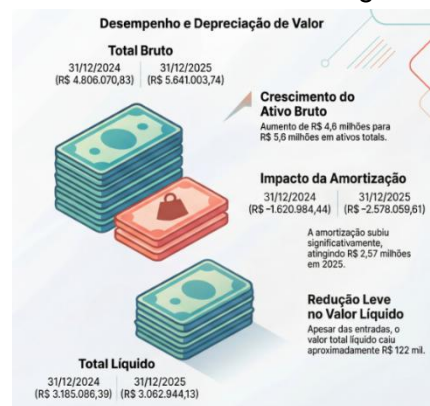 Desempenho e Depreciação de Valor
Total Bruto
31/12/2024 | 31/12/2025
(R$ 4.806.070,83) | (R$ 5.641.003,74)
Crescimento do
Ativo Bruto
Aumento de R$ 4,6 milhões para
R$ 5,6 milhões em ativos totais.
Impacto da Amortização
31/12/2024 | 31/12/2025
(R$ -1.620.984,44) | (R$ -2.578.059,61)
A amortização subiu
significativamente,
atingindo R$ 2,57 milhões
em 2025.
Redução Leve
no Valor Líquido
Apesar das entradas, o
valor total líquido caiu
aproximadamente R$ 122 mil.
Total Líquido
31/12/2024 | 31/12/2025
(R$ 3.185.086,39) | (R$ 3.062.944,13)